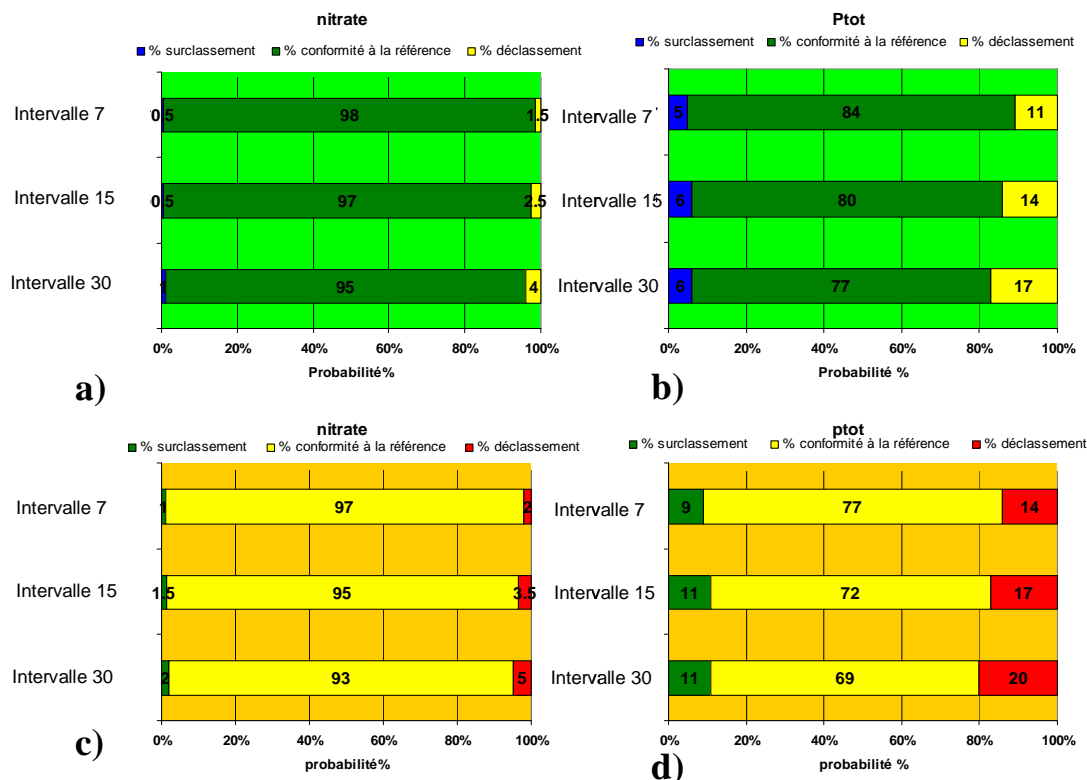 nitrate
% surclassement % conformité à la référence % déclassement
Intervalle 7
0.5 98 1.5
Intervalle 15
0.5 97 2.5
Intervalle 30
1 95 4
0% 20% 40% 60% 80% 100%
Probabilité%
a)
Ptot
% surclassement % conformité à la référence % déclassement
Intervalle 7
5 84 11
Intervalle 15
6 80 14
Intervalle 30
6 77 17
0% 20% 40% 60% 80% 100%
Probabilité %
b)
nitrate
% surclassement % conformité à la référence % déclassement
Intervalle 7
1 97 2
Intervalle 15
1.5 95 3.5
Intervalle 30
2 93 5
0% 20% 40% 60% 80% 100%
probabilité%
c)
ptot
% surclassement % conformité à la référence % déclassement
Intervalle 7
9 77 14
Intervalle 15
11 72 17
Intervalle 30
11 69 20
0% 20% 40% 60% 80% 100%
probabilité %
d)